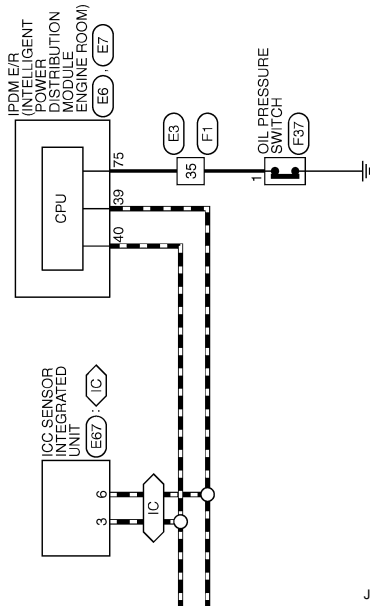 IPDM E/R
(INTELLIGENT
POWER
DISTRIBUTION
MODULE
ENGINE ROOM)
E6 , E7
CPU
40
39
75
E3
F1
35
OIL PRESSURE
SWITCH
F37
1
ICC SENSOR
INTEGRATED
UNIT
E67 : IC
3
6
IC
J